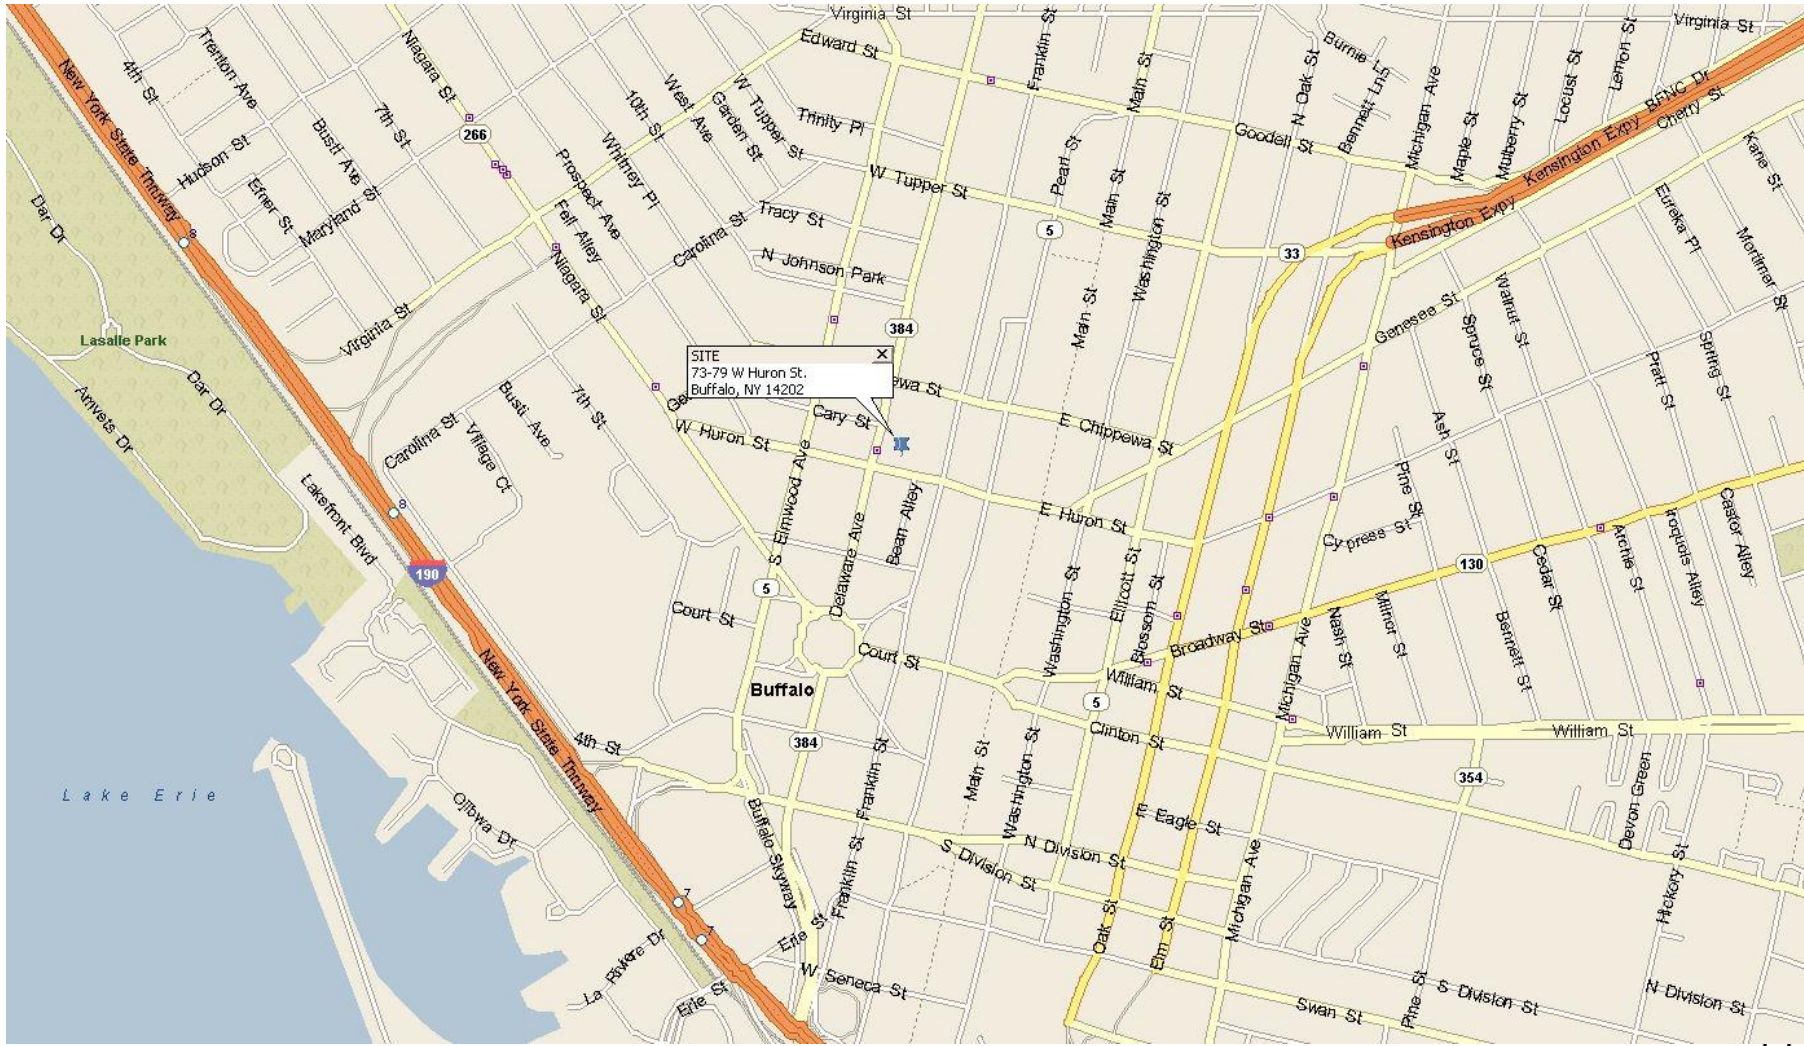 Virginia St
Virginia St
Edward St
Franklin St
Main St
Burnie Ln
N Oak St
Bennett Ln
Michigan Ave
Maple St
Mulberry St
Locust St
Lemon St
Kensington Expy BFNC Dr
Cherry St
Kane St
New York State Thruway
4th St
Trenton Ave
Niagara St
266
7th St
Busti Ave
Hudson St
Efner St
Maryland St
10th St
West Ave
Garden St
W Tupper St
Trinity Pl
Whitney Pl
Prospect Ave
Fell Alley
Tracy St
Carolina St
N Johnson Park
W Tupper St
Pearl St
5
Main St
Washington St
Goodell St
33
Kensington Expy
Eureka Pl
Mortimer St
Dar Dr
8
Lasalle Park
Dar Dr
Amvets Dr
Virginia St
Niagara St
384
SITE
73-79 W Huron St.
Buffalo, NY 14202
Main St
Genesee St
Walnut St
Spruce St
Pratt St
Spring St
Ge
ewa St
Cary St
W Huron St
E Chippewa St
Carolina St
Village Ct
Busti Ave
7th St
Ash St
Pine St
Lakefront Blvd
8
190
S Elmwood Ave
Delaware Ave
Bean Alley
E Huron St
Cypress St
130
Cedar St
Archie St
Iroquois Alley
Castor Alley
5
Court St
Court St
Washington St
Ellicott St
Blossom St
Broadway St
Michigan Ave
Nash St
Milnor St
Bennett St
Buffalo
New York State Thruway
4th St
384
Franklin St
5
William St
Clinton St
William St
William St
354
Devon Green
Lake Erie
Ojibwa Dr
Buffalo Skyway
Franklin St
Main St
Washington St
S Division St
N Division St
E Eagle St
Michigan Ave
Hickory St
7
7
La Riviere Dr
Erie St
Erie St
W Seneca St
Oak St
Elm St
Swan St
Pine St
S Division St
N Division St